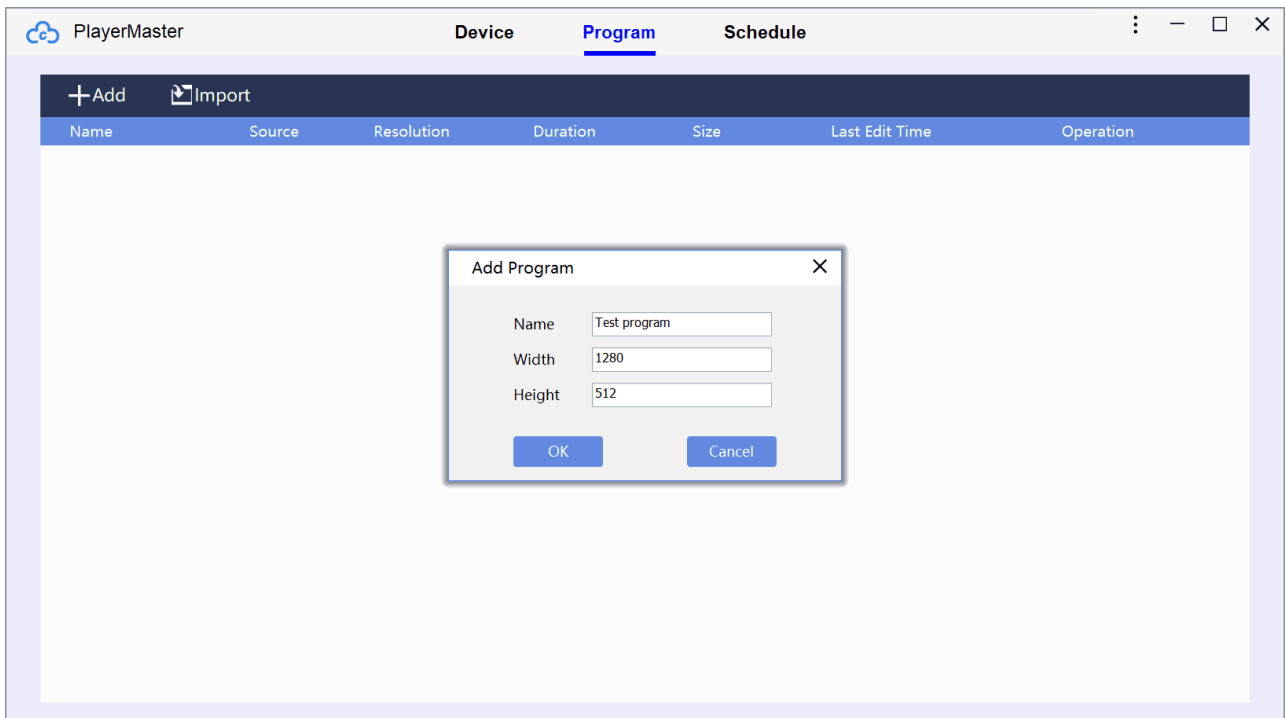 PlayerMaster Device Program Schedule
Add Import
Name Source Resolution Duration Size Last Edit Time Operation
Add Program
Name Test program
Width 1280
Height 512
OK Cancel